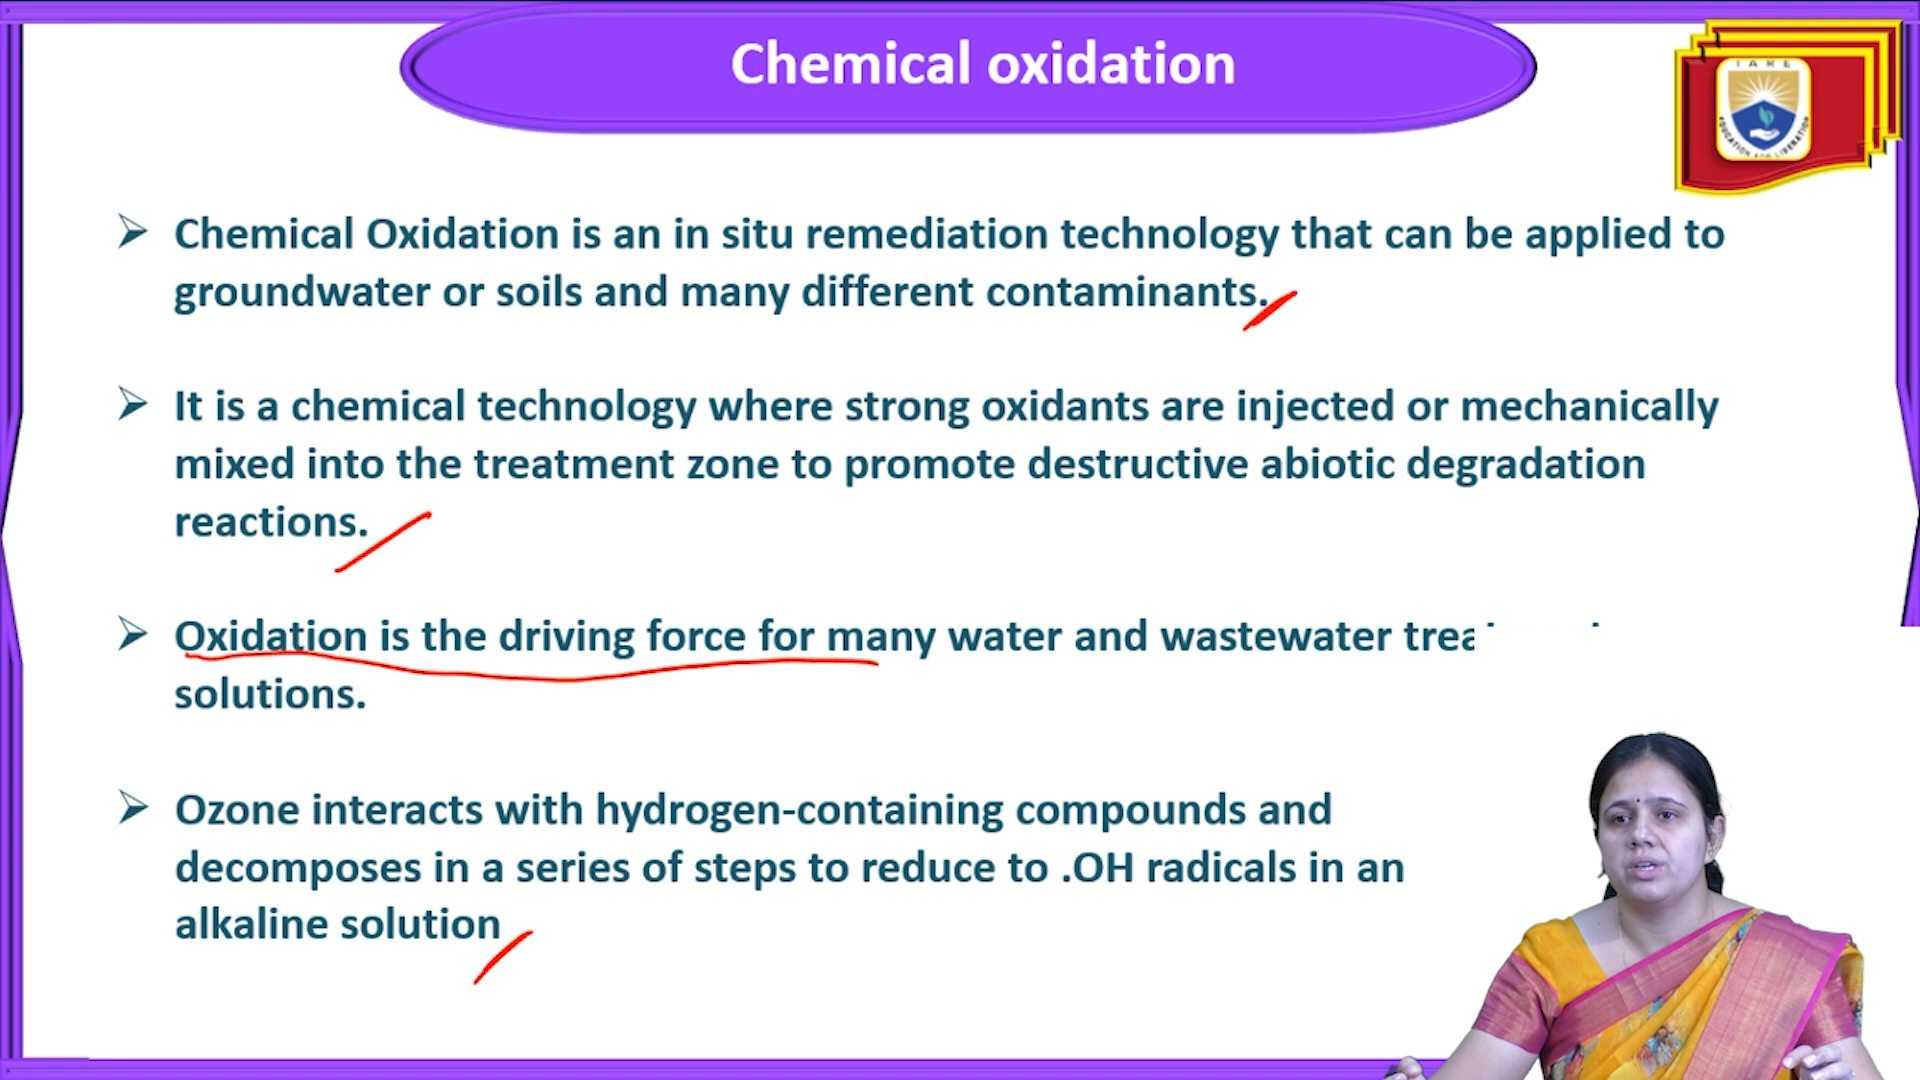 Chemical oxidation
I A R E
EDUCATION FOR LIBERATION
Chemical Oxidation is an in situ remediation technology that can be applied to
groundwater or soils and many different contaminants.
It is a chemical technology where strong oxidants are injected or mechanically
mixed into the treatment zone to promote destructive abiotic degradation
reactions.
Oxidation is the driving force for many water and wastewater trea
solutions.
Ozone interacts with hydrogen-containing compounds and
decomposes in a series of steps to reduce to .OH radicals in an
alkaline solution